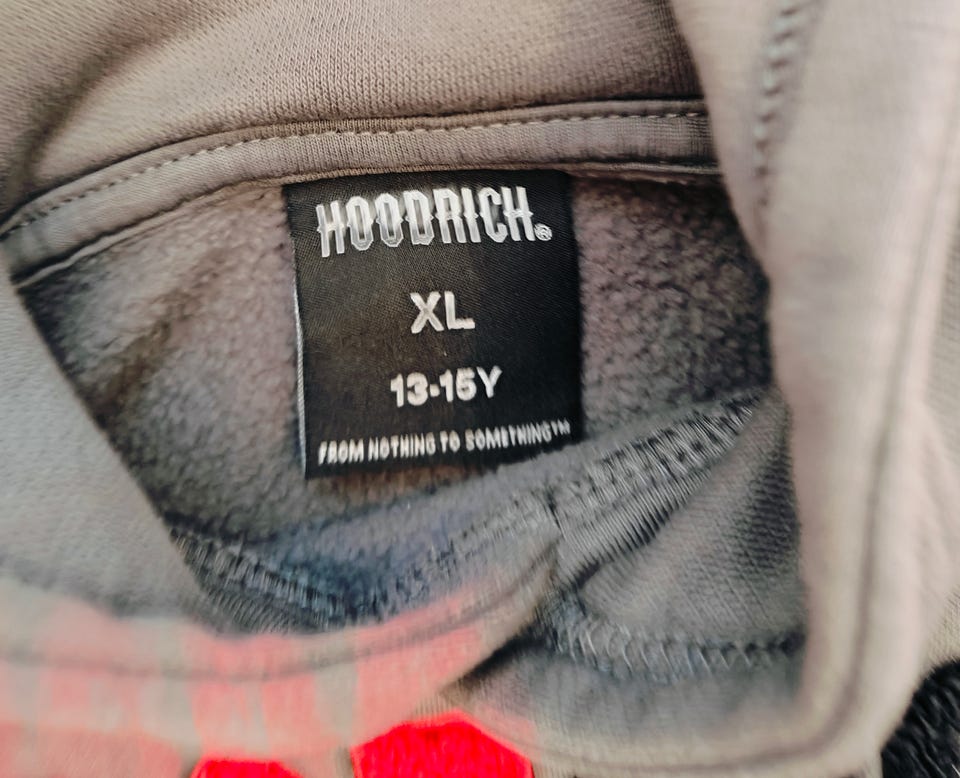 HOODRICH®
XL
13-15Y
FROM NOTHING TO SOMETHING™